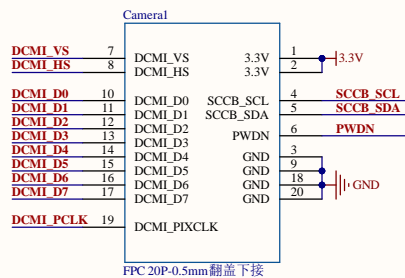 Camera1
DCMI_VS 7 DCMI_VS 3.3V 1 3.3V
DCMI_HS 8 DCMI_HS 3.3V 2
DCMI_D0 10 DCMI_D0 SCCB_SCL 4 SCCB_SCL
DCMI_D1 11 DCMI_D1 SCCB_SDA 5 SCCB_SDA
DCMI_D2 12 DCMI_D2 PWDN 6 PWDN
DCMI_D3 13 DCMI_D3
DCMI_D4 14 DCMI_D4 GND 3
DCMI_D5 15 DCMI_D5 GND 9
DCMI_D6 16 DCMI_D6 GND 18 GND
DCMI_D7 17 DCMI_D7 GND 20
DCMI_PCLK 19 DCMI_PIXCLK
FPC 20P-0.5mm翻盖下接